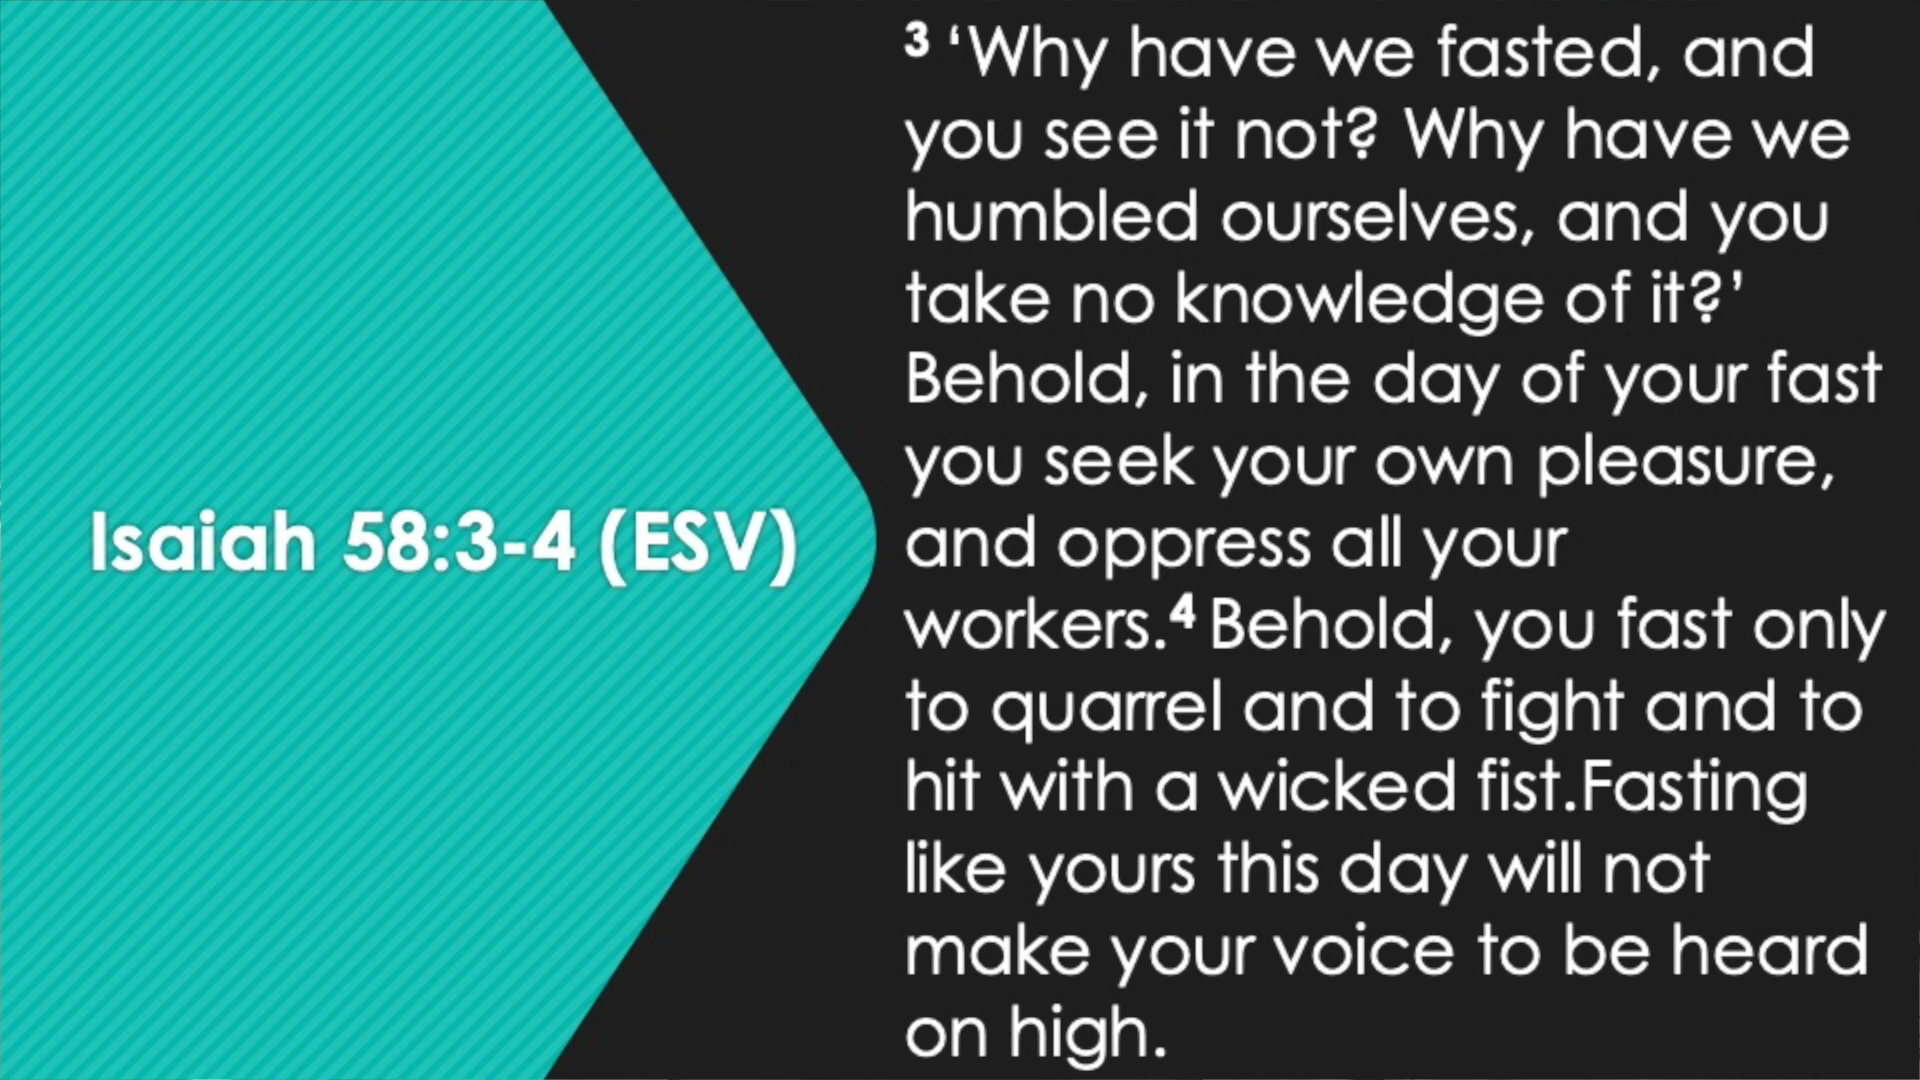 Isaiah 58:3-4 (ESV)
3 ‘Why have we fasted, and
you see it not? Why have we
humbled ourselves, and you
take no knowledge of it?’
Behold, in the day of your fast
you seek your own pleasure,
and oppress all your
workers.4 Behold, you fast only
to quarrel and to fight and to
hit with a wicked fist.Fasting
like yours this day will not
make your voice to be heard
on high.